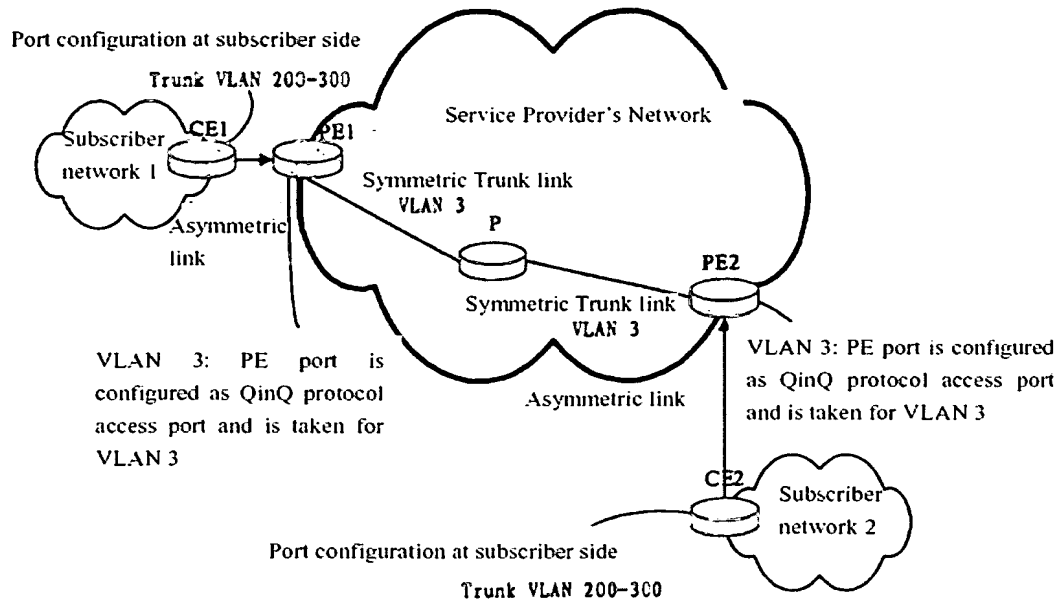 Port configuration at subscriber side
Trunk VLAN 200-300
CE1
PE1
Subscriber
network 1
Service Provider's Network
Symmetric Trunk link
VLAN 3
P
Asymmetric
link
PE2
Symmetric Trunk link
VLAN 3
VLAN 3: PE port is
configured as QinQ protocol
access port and is taken for
VLAN 3
VLAN 3: PE port is configured
as QinQ protocol access port
and is taken for VLAN 3
Asymmetric link
CE2
Subscriber
network 2
Port configuration at subscriber side
Trunk VLAN 200-300